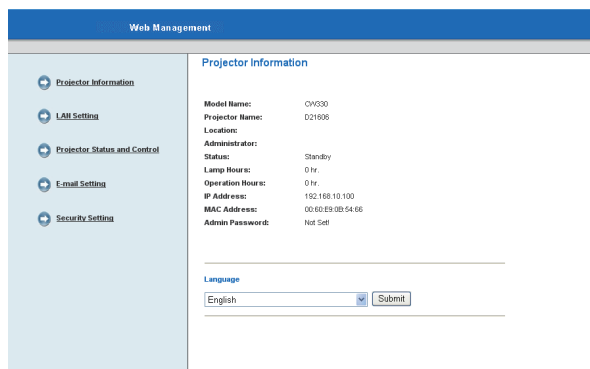 Web Management
Projector Information
LAN Setting
Projector Status and Control
E-mail Setting
Security Setting
Projector Information
Model Name: CW330
Projector Name: D21606
Location:
Administrator:
Status: Standby
Lamp Hours: 0 hr.
Operation Hours: 0 hr.
IP Address: 192.168.10.100
MAC Address: 00:60:E9:0B:54:66
Admin Password: Not Set!
Language
English
Submit